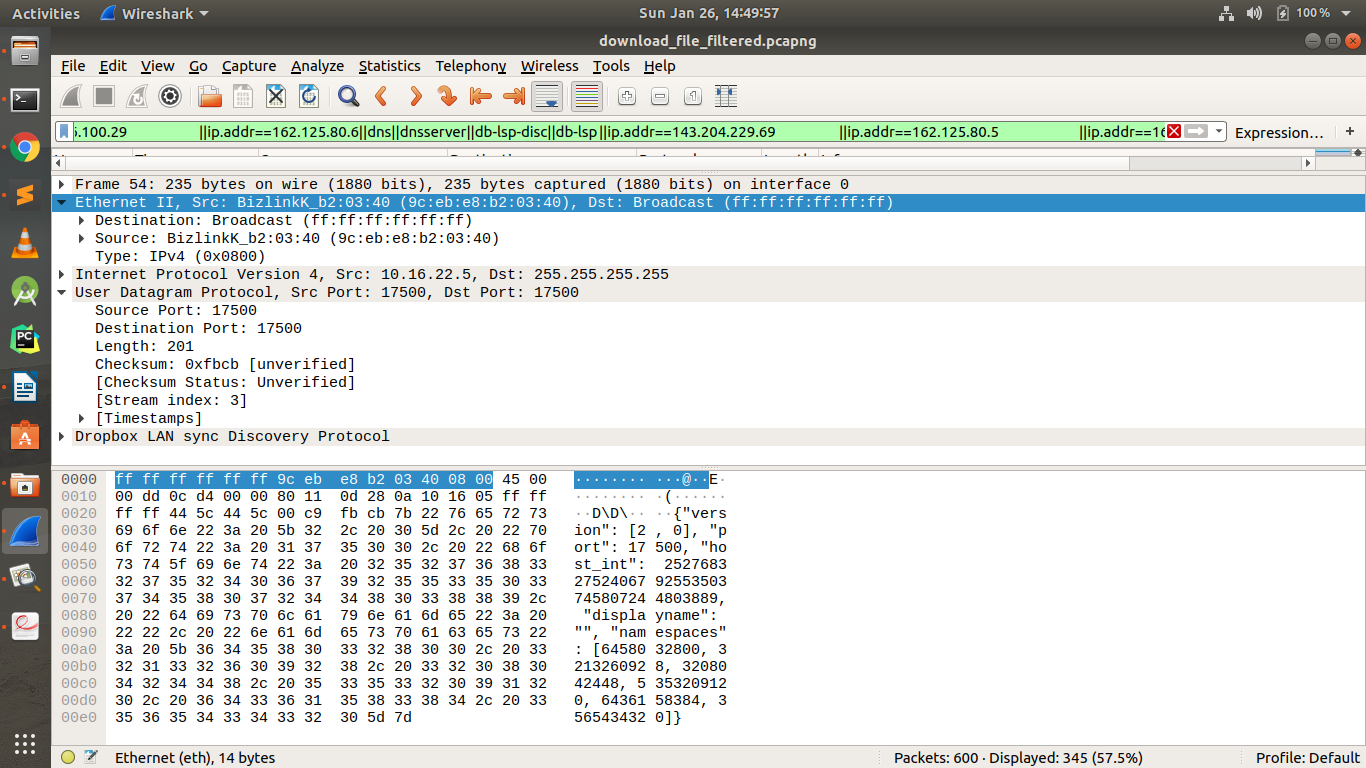 Activities Wireshark Sun Jan 26, 14:49:57 100 %
download_file_filtered.pcapng
File Edit View Go Capture Analyze Statistics Telephony Wireless Tools Help
.100.29 ||ip.addr==162.125.80.6||dns||dnsserver||db-lsp-disc||db-lsp||ip.addr==143.204.229.69 ||ip.addr==162.125.80.5 ||ip.addr==16 Expression… +
Frame 54: 235 bytes on wire (1880 bits), 235 bytes captured (1880 bits) on interface 0
Ethernet II, Src: BizlinkK_b2:03:40 (9c:eb:e8:b2:03:40), Dst: Broadcast (ff:ff:ff:ff:ff:ff)
Destination: Broadcast (ff:ff:ff:ff:ff:ff)
Source: BizlinkK_b2:03:40 (9c:eb:e8:b2:03:40)
Type: IPv4 (0x0800)
Internet Protocol Version 4, Src: 10.16.22.5, Dst: 255.255.255.255
User Datagram Protocol, Src Port: 17500, Dst Port: 17500
Source Port: 17500
Destination Port: 17500
Length: 201
Checksum: 0xfbcb [unverified]
[Checksum Status: Unverified]
[Stream index: 3]
[Timestamps]
Dropbox LAN sync Discovery Protocol
0000 ff ff ff ff ff ff 9c eb e8 b2 03 40 08 00 45 00 ········ ···@··E·
0010 00 dd 0c d4 00 00 80 11 0d 28 0a 10 16 05 ff ff ········ ·(······
0020 ff ff 44 5c 44 5c 00 c9 fb cb 7b 22 76 65 72 73 ··D\D\·· ··{"vers
0030 69 6f 6e 22 3a 20 5b 32 2c 20 30 5d 2c 20 22 70 ion": [2 , 0], "p
0040 6f 72 74 22 3a 20 31 37 35 30 30 2c 20 22 68 6f ort": 17 500, "ho
0050 73 74 5f 69 6e 74 22 3a 20 32 35 32 37 36 38 33 st_int":  2527683
0060 32 37 35 32 34 30 36 37 39 32 35 35 33 35 30 33 27524067 92553503
0070 37 34 35 38 30 37 32 34 34 38 30 33 38 38 39 2c 74580724 4803889,
0080 20 22 64 69 73 70 6c 61 79 6e 61 6d 65 22 3a 20  "displa yname": 
0090 22 22 2c 20 22 6e 61 6d 65 73 70 61 63 65 73 22 "", "nam espaces"
00a0 3a 20 5b 36 34 35 38 30 33 32 38 30 30 2c 20 33 : [64580 32800, 3
00b0 32 31 33 32 36 30 39 32 38 2c 20 33 32 30 38 30 21326092 8, 32080
00c0 34 32 34 34 38 2c 20 35 33 35 33 32 30 39 31 32 42448, 5 35320912
00d0 30 2c 20 36 34 33 36 31 35 38 33 38 34 2c 20 33 0, 64361 58384, 3
00e0 35 36 35 34 33 34 33 32 30 5d 7d 56543432 0]}
Ethernet (eth), 14 bytes Packets: 600 · Displayed: 345 (57.5%) Profile: Default